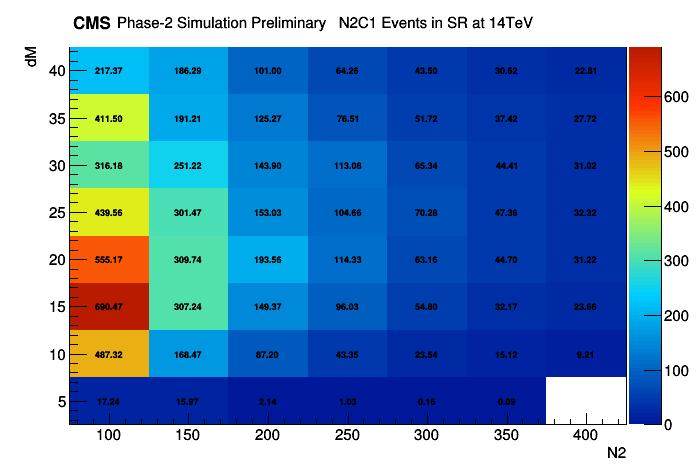 CMS Phase-2 Simulation Preliminary N2C1 Events in SR at 14TeV
dM
40 217.37 186.29 101.00 64.26 43.50 30.62 22.81
35 411.50 191.21 125.27 76.51 51.72 37.42 27.72
30 316.18 251.22 143.90 113.08 65.34 44.41 31.02
25 439.56 301.47 153.03 104.66 70.28 47.36 32.32
20 555.17 309.74 193.56 114.33 63.16 44.70 31.22
15 690.47 307.24 149.37 96.03 54.80 32.17 23.66
10 487.32 168.47 87.20 43.35 23.54 15.12 9.21
5 17.24 15.97 2.14 1.03 0.15 0.09
100 150 200 250 300 350 400
N2
600
500
400
300
200
100
0